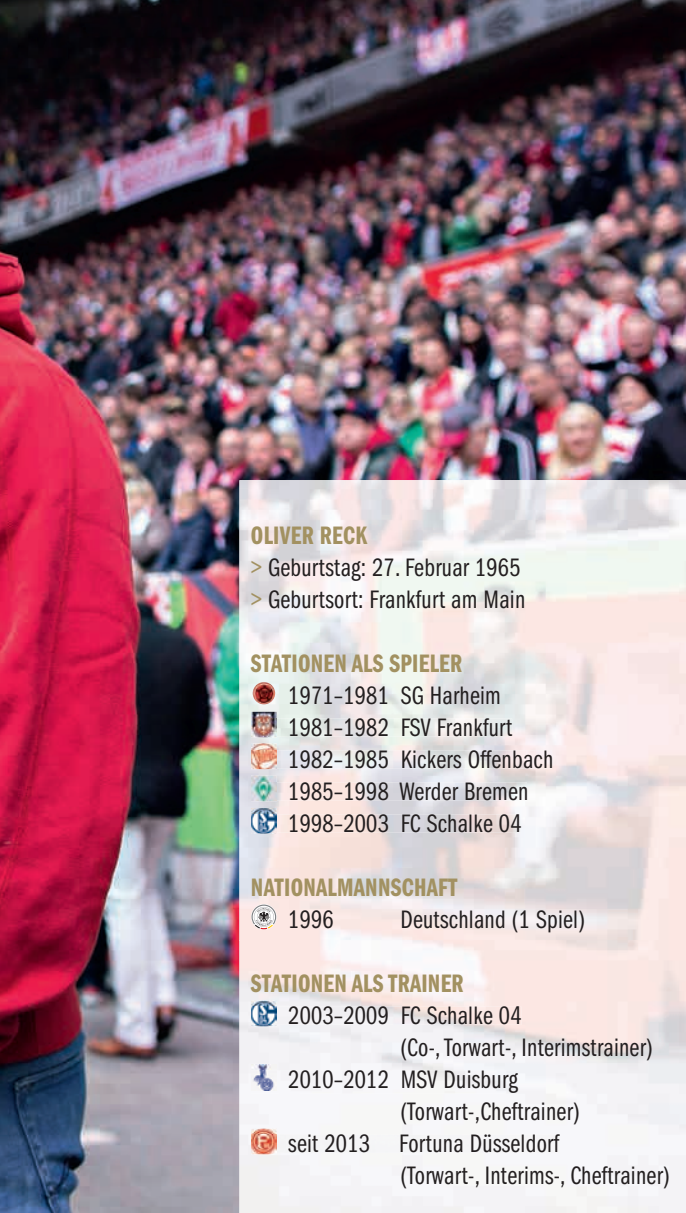 OLIVER RECK
> Geburtstag: 27. Februar 1965
> Geburtsort: Frankfurt am Main
STATIONEN ALS SPIELER
1971–1981 SG Harheim
1981–1982 FSV Frankfurt
1982–1985 Kickers Offenbach
1985–1998 Werder Bremen
1998–2003 FC Schalke 04
NATIONALMANNSCHAFT
1996 Deutschland (1 Spiel)
STATIONEN ALS TRAINER
2003–2009 FC Schalke 04
(Co-, Torwart-, Interimstrainer)
2010–2012 MSV Duisburg
(Torwart-,Cheftrainer)
seit 2013 Fortuna Düsseldorf
(Torwart-, Interims-, Cheftrainer)